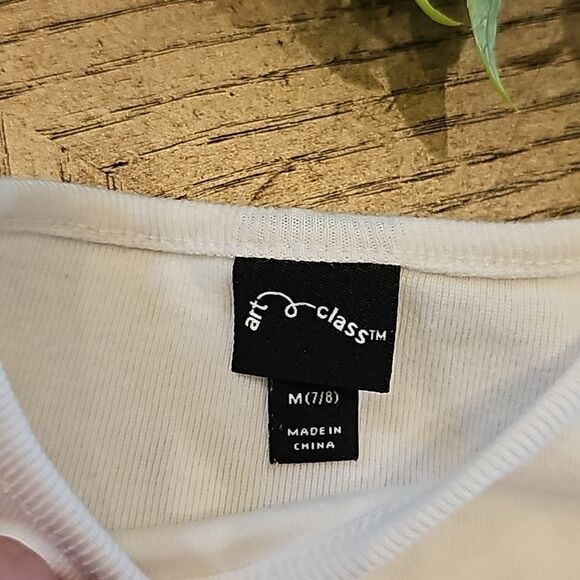 art class™
M (7/8)
MADE IN
CHINA